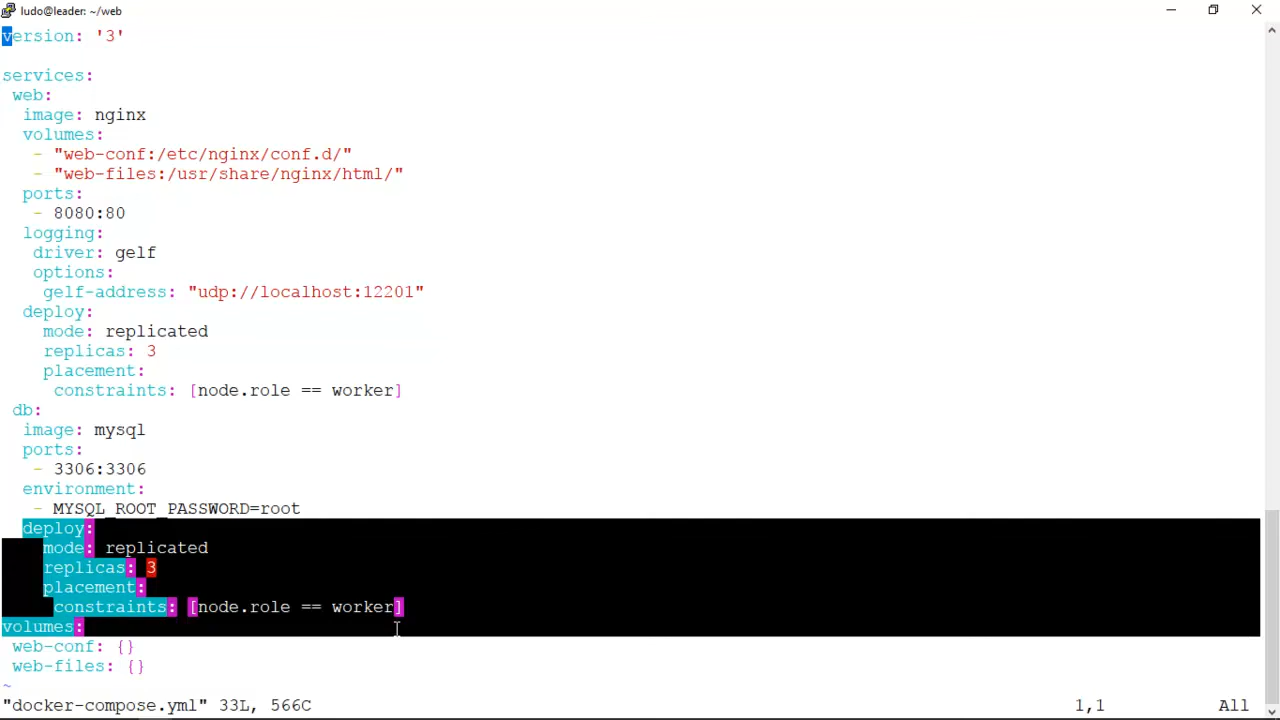 ludo@leader: ~/web
version: '3'
services:
web:
image: nginx
volumes:
- "web-conf:/etc/nginx/conf.d/"
- "web-files:/usr/share/nginx/html/"
ports:
- 8080:80
logging:
driver: gelf
options:
gelf-address: "udp://localhost:12201"
deploy:
mode: replicated
replicas: 3
placement:
constraints: [node.role == worker]
db:
image: mysql
ports:
- 3306:3306
environment:
- MYSQL_ROOT_PASSWORD=root
deploy:
mode: replicated
replicas: 3
placement:
constraints: [node.role == worker]
volumes:
web-conf: {}
web-files: {}
~
"docker-compose.yml" 33L, 566C 1,1 All